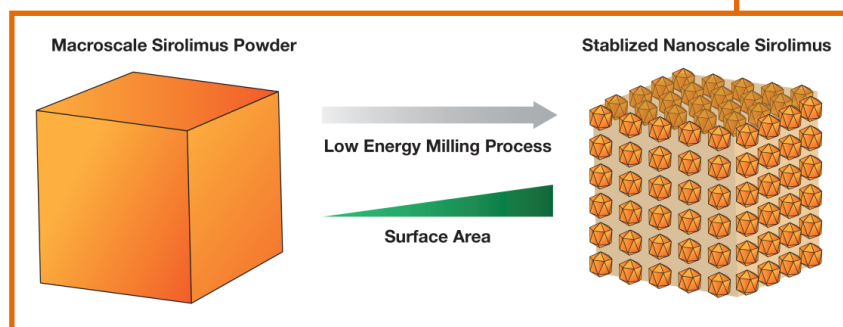 Macroscale Sirolimus Powder
Stablized Nanoscale Sirolimus
Low Energy Milling Process
Surface Area